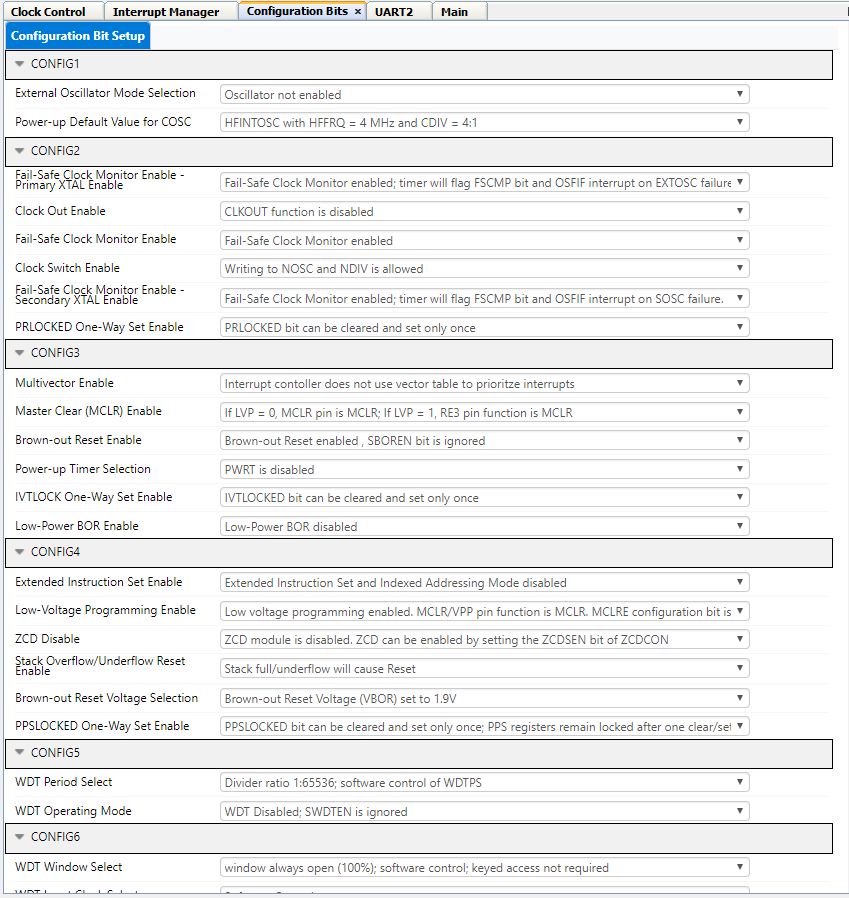 Clock Control Interrupt Manager Configuration Bits × UART2 Main
Configuration Bit Setup
CONFIG1
External Oscillator Mode Selection Oscillator not enabled
Power-up Default Value for COSC HFINTOSC with HFFRQ = 4 MHz and CDIV = 4:1
CONFIG2
Fail-Safe Clock Monitor Enable -
Primary XTAL Enable Fail-Safe Clock Monitor enabled; timer will flag FSCMP bit and OSFIF interrupt on EXTOSC failure
Clock Out Enable CLKOUT function is disabled
Fail-Safe Clock Monitor Enable Fail-Safe Clock Monitor enabled
Clock Switch Enable Writing to NOSC and NDIV is allowed
Fail-Safe Clock Monitor Enable -
Secondary XTAL Enable Fail-Safe Clock Monitor enabled; timer will flag FSCMP bit and OSFIF interrupt on SOSC failure.
PRLOCKED One-Way Set Enable PRLOCKED bit can be cleared and set only once
CONFIG3
Multivector Enable Interrupt contoller does not use vector table to prioritze interrupts
Master Clear (MCLR) Enable If LVP = 0, MCLR pin is MCLR; If LVP = 1, RE3 pin function is MCLR
Brown-out Reset Enable Brown-out Reset enabled , SBOREN bit is ignored
Power-up Timer Selection PWRT is disabled
IVTLOCK One-Way Set Enable IVTLOCKED bit can be cleared and set only once
Low-Power BOR Enable Low-Power BOR disabled
CONFIG4
Extended Instruction Set Enable Extended Instruction Set and Indexed Addressing Mode disabled
Low-Voltage Programming Enable Low voltage programming enabled. MCLR/VPP pin function is MCLR. MCLRE configuration bit is
ZCD Disable ZCD module is disabled. ZCD can be enabled by setting the ZCDSEN bit of ZCDCON
Stack Overflow/Underflow Reset
Enable Stack full/underflow will cause Reset
Brown-out Reset Voltage Selection Brown-out Reset Voltage (VBOR) set to 1.9V
PPSLOCKED One-Way Set Enable PPSLOCKED bit can be cleared and set only once; PPS registers remain locked after one clear/set
CONFIG5
WDT Period Select Divider ratio 1:65536; software control of WDTPS
WDT Operating Mode WDT Disabled; SWDTEN is ignored
CONFIG6
WDT Window Select window always open (100%); software control; keyed access not required